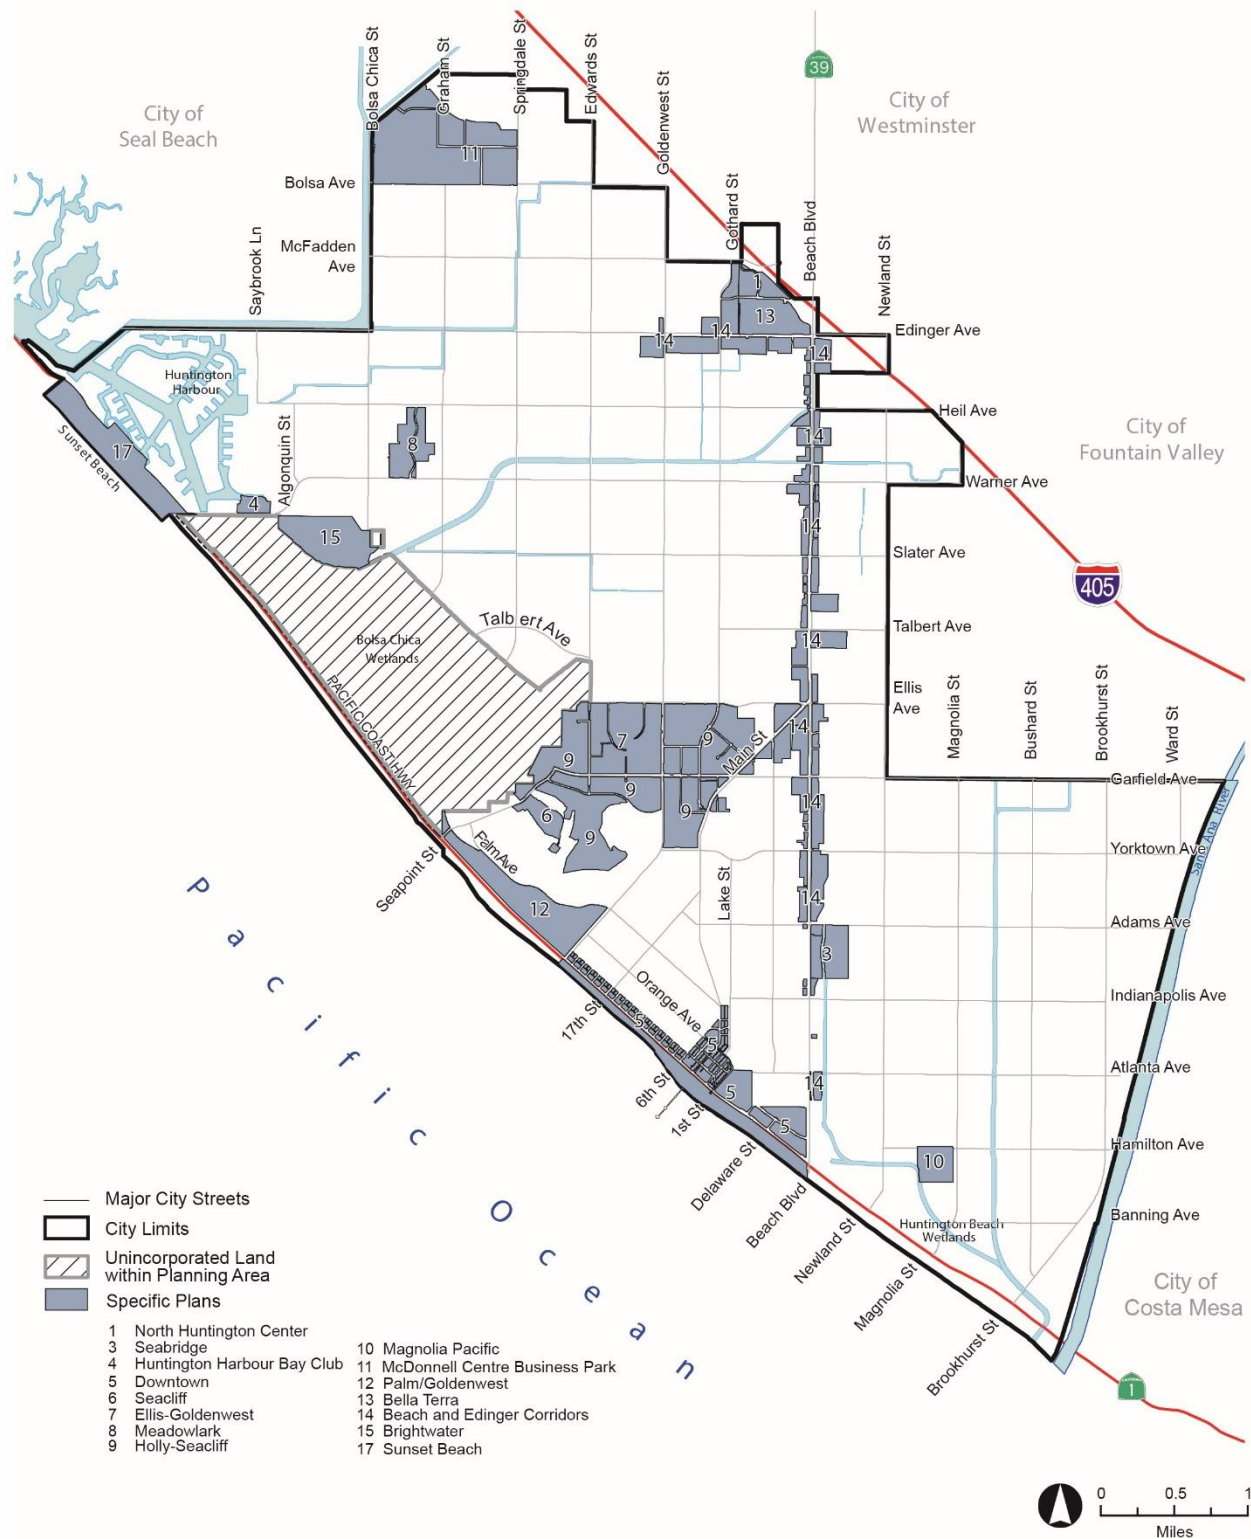 Bolsa Chica St
Graham St
Springdale St
Edwards St
Goldenwest St
39
City of
Seal Beach
City of
Westminster
11
Bolsa Ave
Saybrook Ln
McFadden
Ave
Gothard St
Beach Blvd
Newland St
1
13
14
14
14
Edinger Ave
Huntington
Harbour
Heil Ave
Sunset Beach
17
Algonquin St
8
14
City of
Fountain Valley
4
Warner Ave
15
14
Slater Ave
405
Talbert Ave
Talbert Ave
14
Bolsa Chica
Wetlands
PACIFIC COAST HWY
Ellis
Ave
Magnolia St
Bushard St
Brookhurst St
Ward St
7
9
Main St
14
9
9
Garfield Ave
6
9
9
14
Santa Ana River
Seapoint St
Palm Ave
Yorktown Ave
Lake St
12
14
Adams Ave
3
17th St
Orange Ave
Indianapolis Ave
5
5
6th St
1st St
5
14
Atlanta Ave
5
Delaware St
Hamilton Ave
10
Beach Blvd
Newland St
Huntington Beach
Wetlands
Banning Ave
Magnolia St
Brookhurst St
City of
Costa Mesa
CALIFORNIA
1
Pacific Ocean
Major City Streets
City Limits
Unincorporated Land
within Planning Area
Specific Plans
1 North Huntington Center
3 Seabridge
4 Huntington Harbour Bay Club
5 Downtown
6 Seacliff
7 Ellis-Goldenwest
8 Meadowlark
9 Holly-Seacliff
10 Magnolia Pacific
11 McDonnell Centre Business Park
12 Palm/Goldenwest
13 Bella Terra
14 Beach and Edinger Corridors
15 Brightwater
17 Sunset Beach
0 0.5 1
Miles